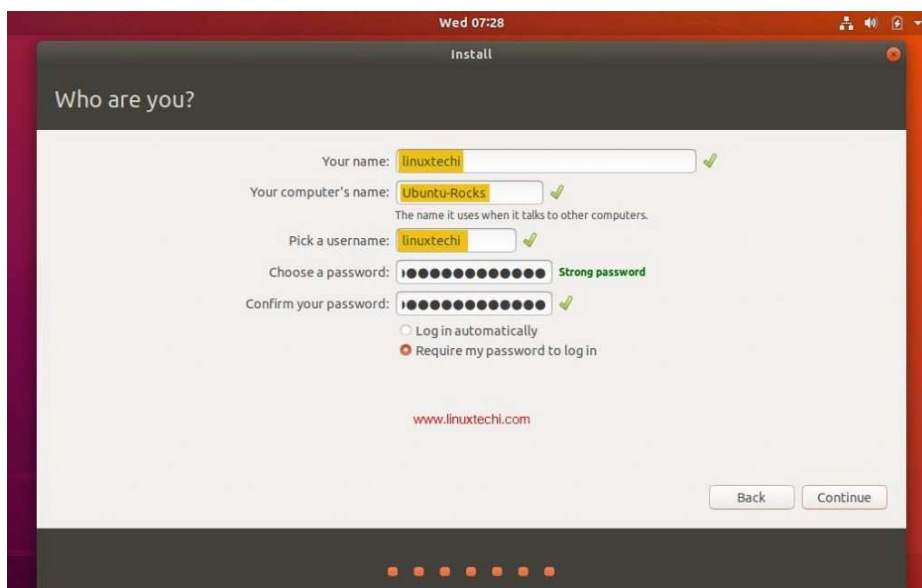 Wed 07:28
Install
Who are you?
Your name: linuxtechi
Your computer's name: Ubuntu-Rocks
The name it uses when it talks to other computers.
Pick a username: linuxtechi
Choose a password: ●●●●●●●●●●●●● Strong password
Confirm your password: ●●●●●●●●●●●●●
Log in automatically
Require my password to log in
www.linuxtechi.com
Back Continue